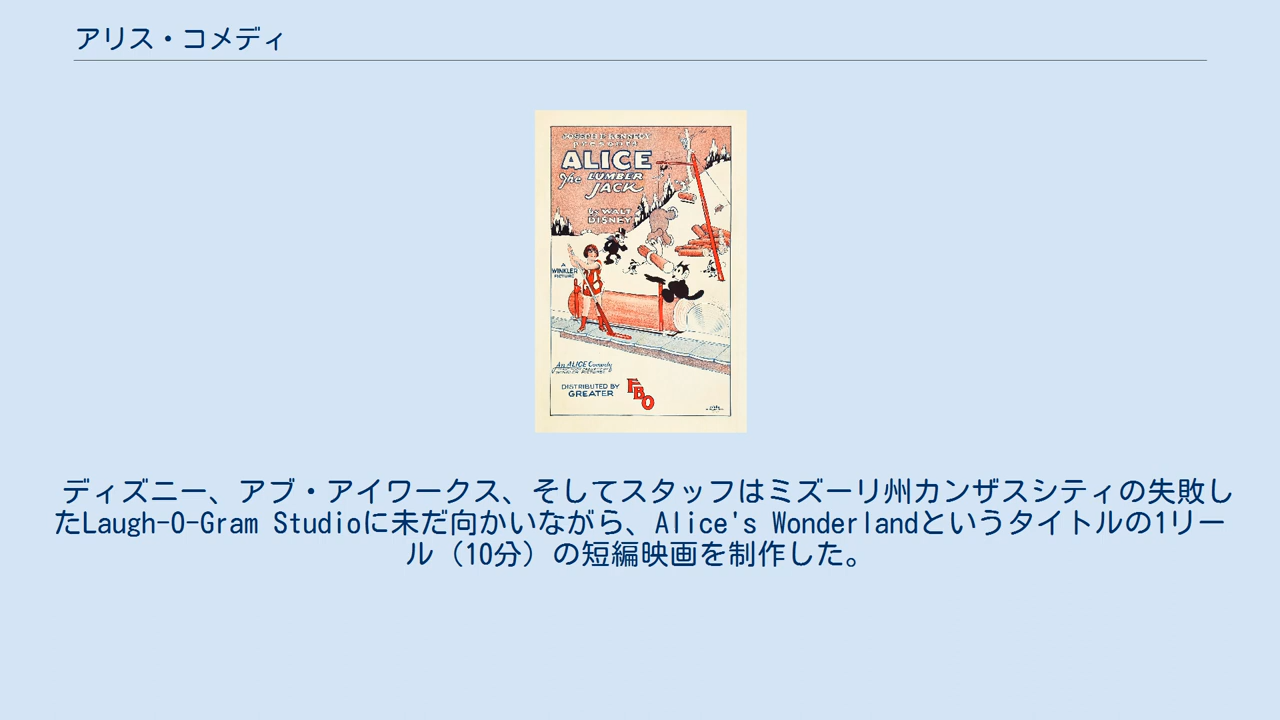 アリス・コメディ
JOSEPH P. KENNEDY
presents
ALICE
The LUMBER
JACK
by WALT
DISNEY
A
WINKLER
PICTURE
An ALICE Comedy
DISTRIBUTED BY
GREATER
FBO
ディズニー、アブ・アイワークス、そしてスタッフはミズーリ州カンザスシティの失敗し
たLaugh-O-Gram Studioに未だ向かいながら、Alice's Wonderlandというタイトルの1リー
ル（10分）の短編映画を制作した。